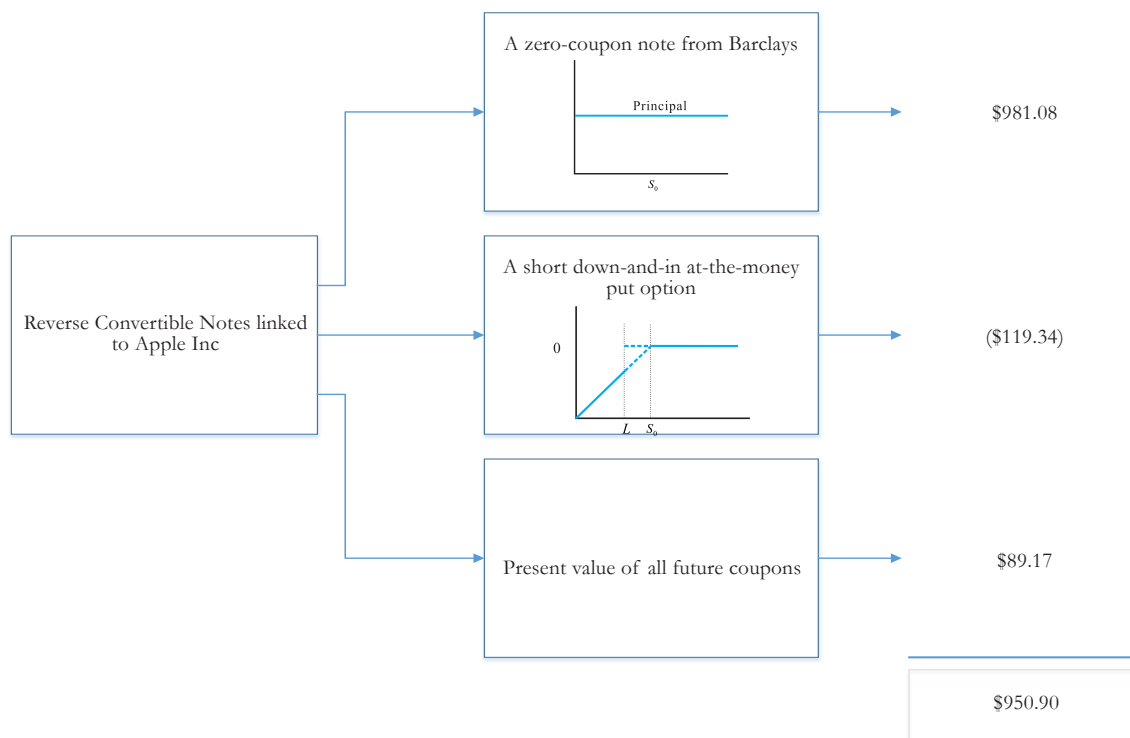 A zero-coupon note from Barclays
Principal
S₀
$981.08
Reverse Convertible Notes linked
to Apple Inc
A short down-and-in at-the-money
put option
0
L S₀
($119.34)
Present value of all future coupons
$89.17
$950.90